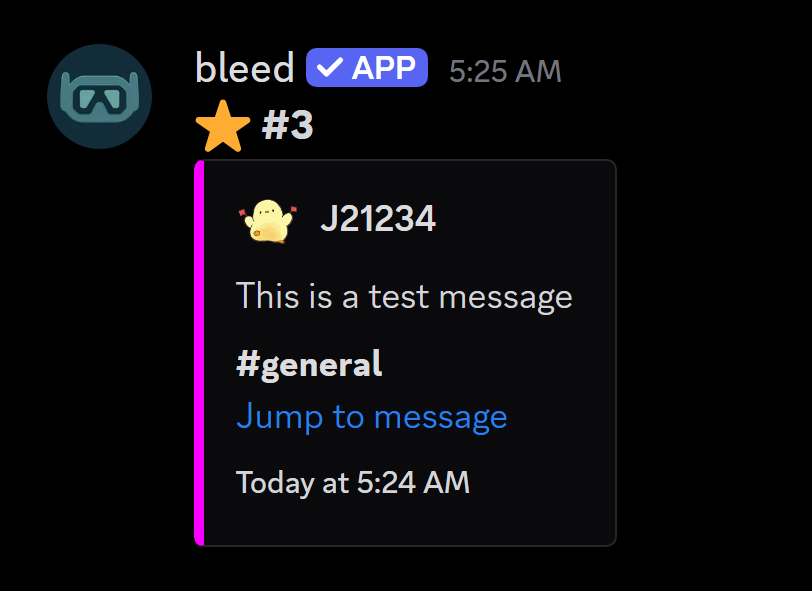 bleed ✓ APP 5:25 AM
⭐ #3
J21234
This is a test message
#general
Jump to message
Today at 5:24 AM